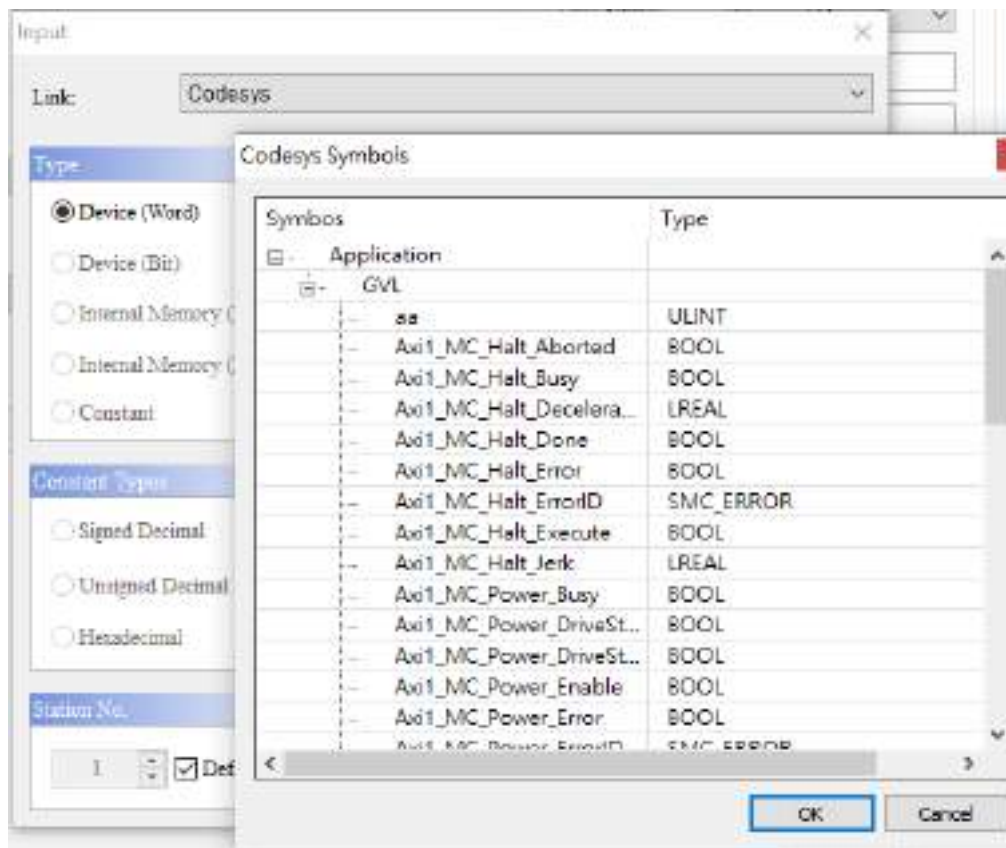 Input
Link:
Codesys
Type
Device (Word)
Device (Bit)
Internal Memory (
Internal Memory (
Constant
Constant Types
Signed Decimal
Unsigned Decimal
Hexadecimal
Station No.
1
Def
Codesys Symbols
Symbos Type
Application
GVL
aa ULINT
Axi1_MC_Halt_Aborted BOOL
Axi1_MC_Halt_Busy BOOL
Axi1_MC_Halt_Decelera... LREAL
Axi1_MC_Halt_Done BOOL
Axi1_MC_Halt_Error BOOL
Axi1_MC_Halt_ErrorID SMC_ERROR
Axi1_MC_Halt_Execute BOOL
Axi1_MC_Halt_Jerk LREAL
Axi1_MC_Power_Busy BOOL
Axi1_MC_Power_DriveSt... BOOL
Axi1_MC_Power_DriveSt... BOOL
Axi1_MC_Power_Enable BOOL
Axi1_MC_Power_Error BOOL
Axi1_MC_Power_ErrorID SMC_ERROR
OK
Cancel